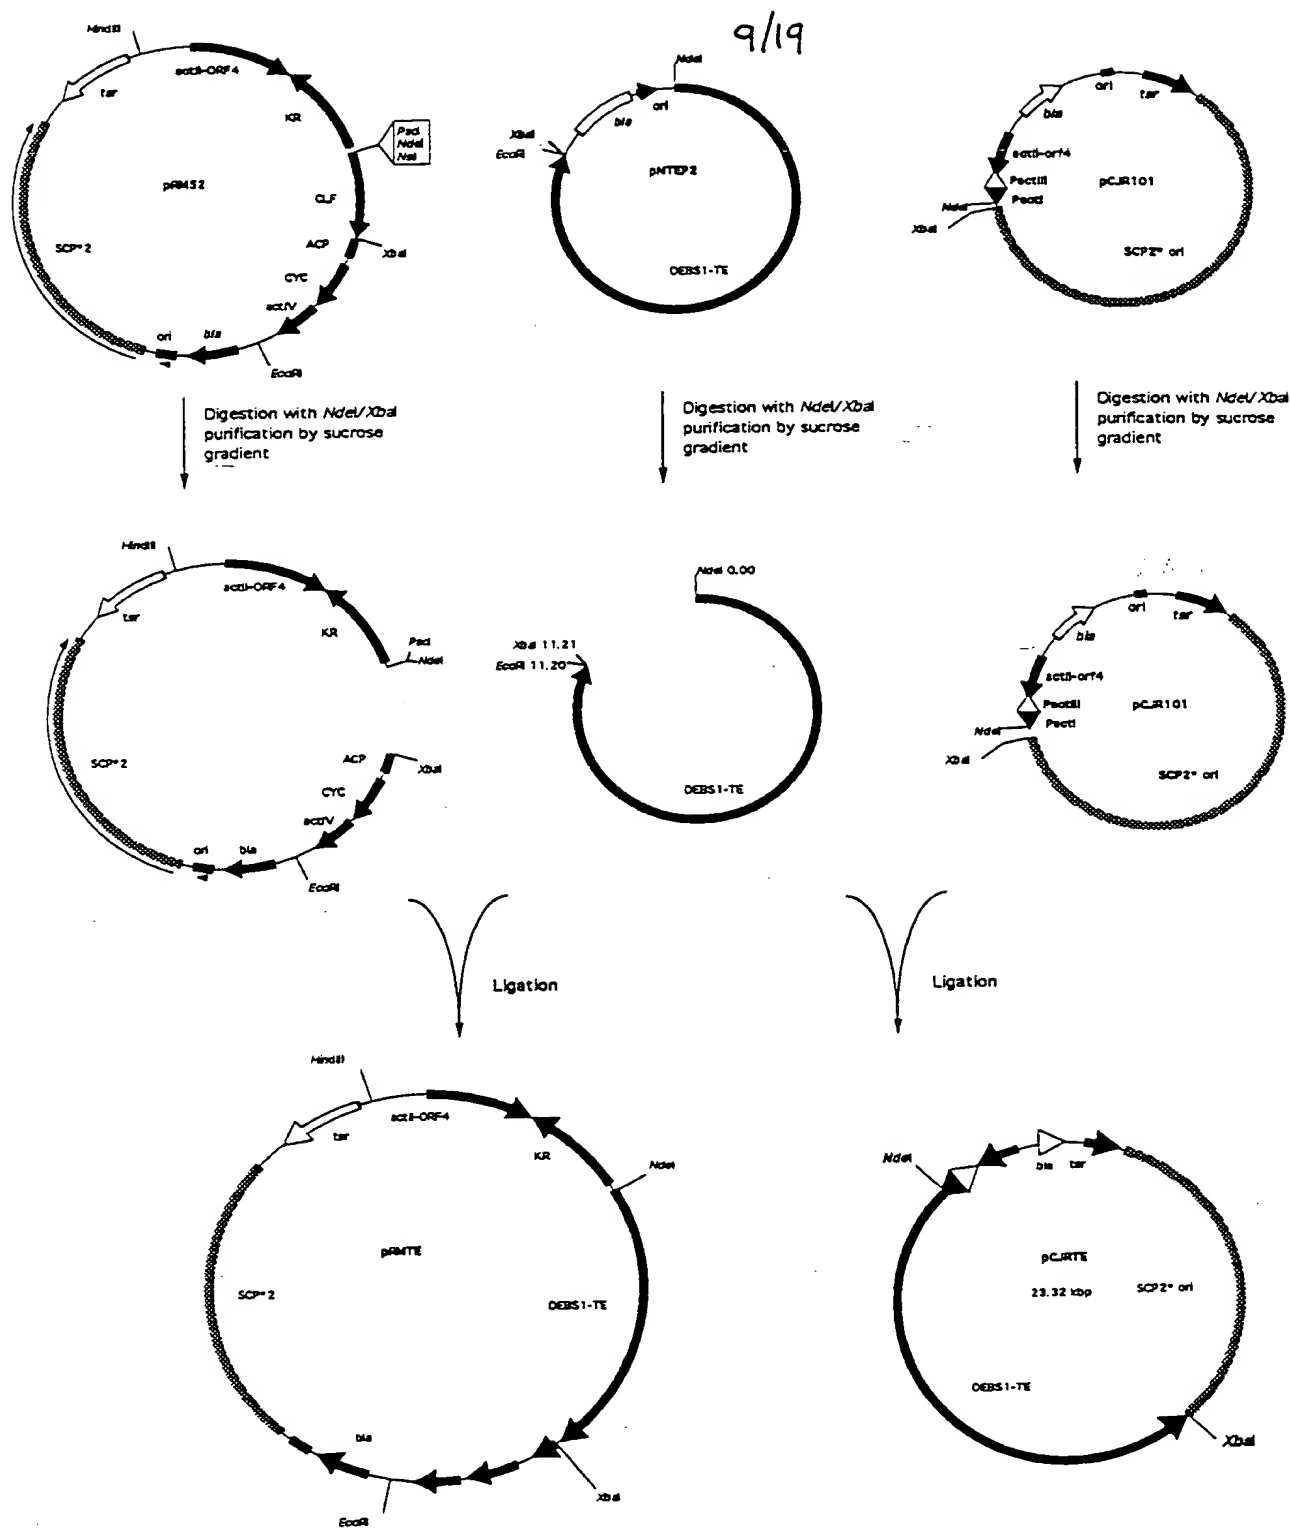 9/19
HindIII
actII-ORF4
tsr
KR
PacI
NdeI
NsiI
pRM52
CLF
ACP
XbaI
SCP*2
CYC
actIV
ori
bla
EcoRI
NdeI
ori
bla
XbaI
EcoRI
pNTEP2
DEBS1-TE
ori
tsr
bla
actII-orf4
PactIII
PactI
pCJR101
NdeI
XbaI
SCP2* ori
Digestion with NdeI/XbaI
purification by sucrose
gradient
Digestion with NdeI/XbaI
purification by sucrose
gradient
Digestion with NdeI/XbaI
purification by sucrose
gradient
HindIII
actII-ORF4
tsr
KR
PacI
NdeI
SCP*2
ACP
XbaI
CYC
actIV
ori
bla
EcoRI
NdeI 0.00
XbaI 11.21
EcoRI 11.20
DEBS1-TE
ori
tsr
bla
actII-orf4
PactIII
PactI
pCJR101
NdeI
XbaI
SCP2* ori
Ligation
Ligation
HindIII
actII-ORF4
tsr
KR
NdeI
pRMTE
SCP*2
DEBS1-TE
bla
XbaI
EcoRI
NdeI
bla
tsr
pCJRTE
23.32 kbp
SCP2* ori
DEBS1-TE
XbaI